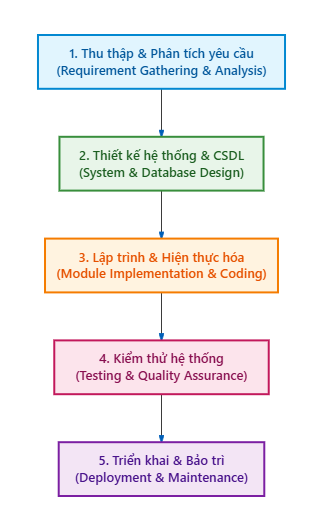 1. Thu thập & Phân tích yêu cầu
(Requirement Gathering & Analysis)
2. Thiết kế hệ thống & CSDL
(System & Database Design)
3. Lập trình & Hiện thực hóa
(Module Implementation & Coding)
4. Kiểm thử hệ thống
(Testing & Quality Assurance)
5. Triển khai & Bảo trì
(Deployment & Maintenance)